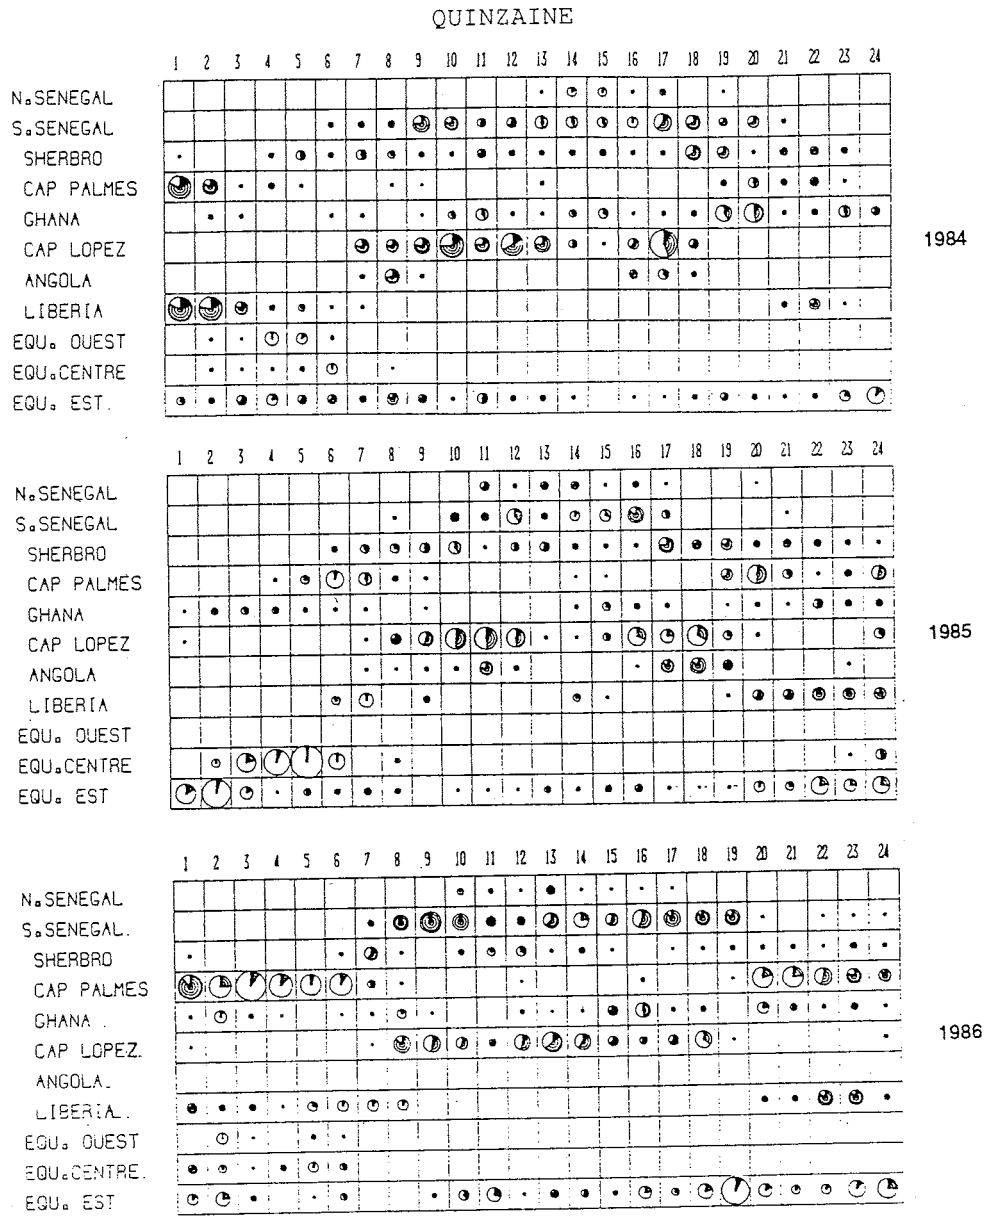 QUINZAINE
1 2 3 4 5 6 7 8 9 10 11 12 13 14 15 16 17 18 19 20 21 22 23 24
N.SENEGAL
S.SENEGAL
SHERBRO
CAP PALMES
GHANA
CAP LOPEZ
1984
ANGOLA
LIBERIA
EQU. OUEST
EQU.CENTRE
EQU. EST.
1 2 3 4 5 6 7 8 9 10 11 12 13 14 15 16 17 18 19 20 21 22 23 24
N.SENEGAL
S.SENEGAL
SHERBRO
CAP PALMES
GHANA
CAP LOPEZ
1985
ANGOLA
LIBERIA
EQU. OUEST
EQU.CENTRE
EQU. EST
1 2 3 4 5 6 7 8 9 10 11 12 13 14 15 16 17 18 19 20 21 22 23 24
N.SENEGAL
S.SENEGAL.
SHERBRO
CAP PALMES
GHANA .
CAP LOPEZ.
1986
ANGOLA.
LIBERIA.
EQU. OUEST
EQU.CENTRE.
EQU. EST